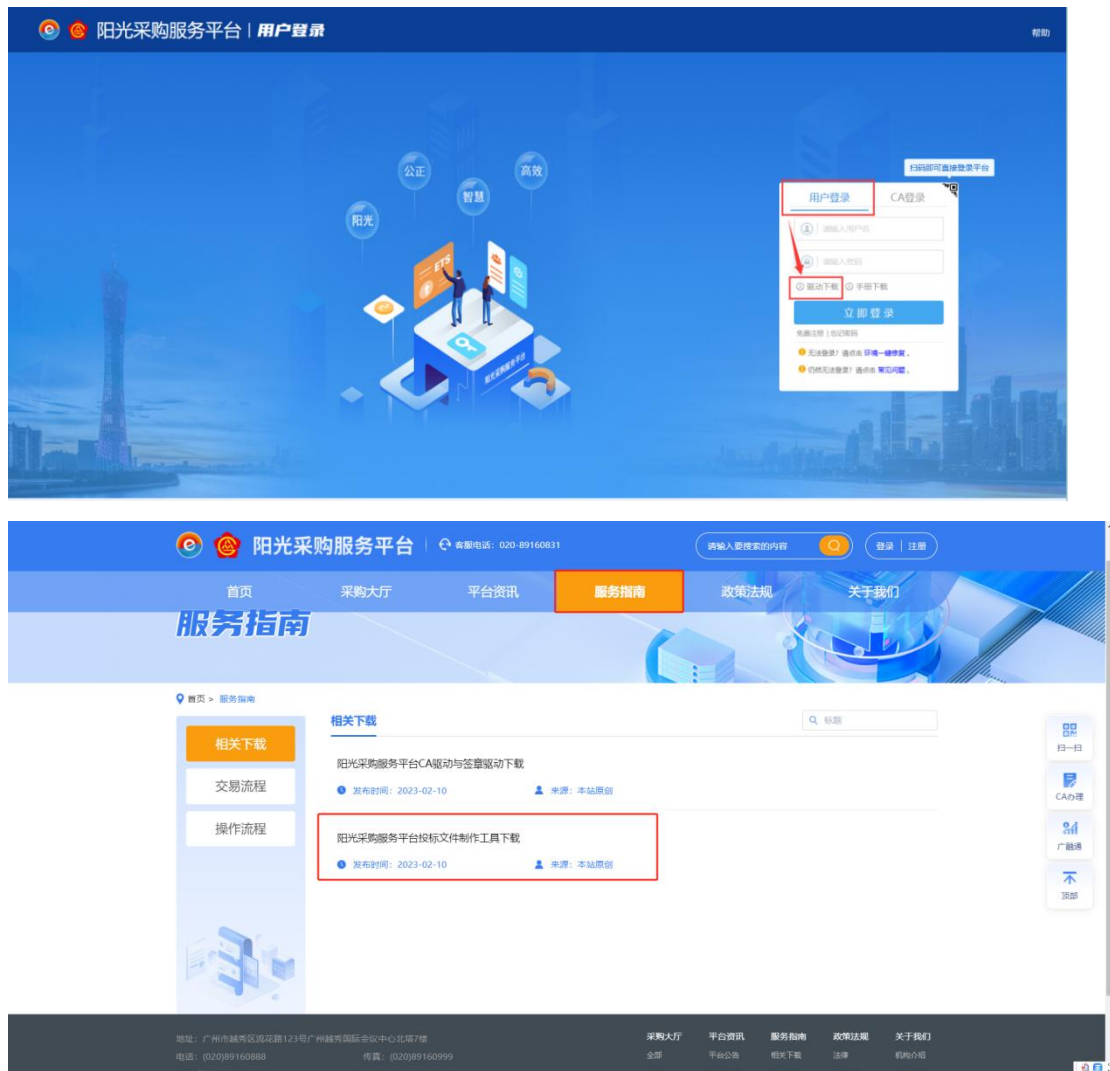 阳光采购服务平台 | 用户登录
帮助
公正
高效
智慧
阳光
ETS
阳光采购服务平台
扫码即可直接登录平台
用户登录 CA登录
请输入用户名
请输入密码
驱动下载 手册下载
立即登录
免费注册 | 忘记密码
无法登录？请点击 环境一键修复 。
仍然无法登录？请点击 常见问题 。
阳光采购服务平台 客服电话：020-89160831 请输入要搜索的内容 登录 | 注册
首页 采购大厅 平台资讯 服务指南 政策法规 关于我们
服务指南
首页 > 服务指南
相关下载
交易流程
操作流程
相关下载 标题
阳光采购服务平台CA驱动与签章驱动下载
发布时间：2023-02-10 来源：本站原创
阳光采购服务平台投标文件制作工具下载
发布时间：2023-02-10 来源：本站原创
扫一扫
CA办理
广融通
顶部
地址：广州市越秀区流花路123号广州越秀国际会议中心北塔7楼
电话：(020)89160888 传真：(020)89160999
采购大厅 平台资讯 服务指南 政策法规 关于我们
全部 平台公告 相关下载 法律 机构介绍